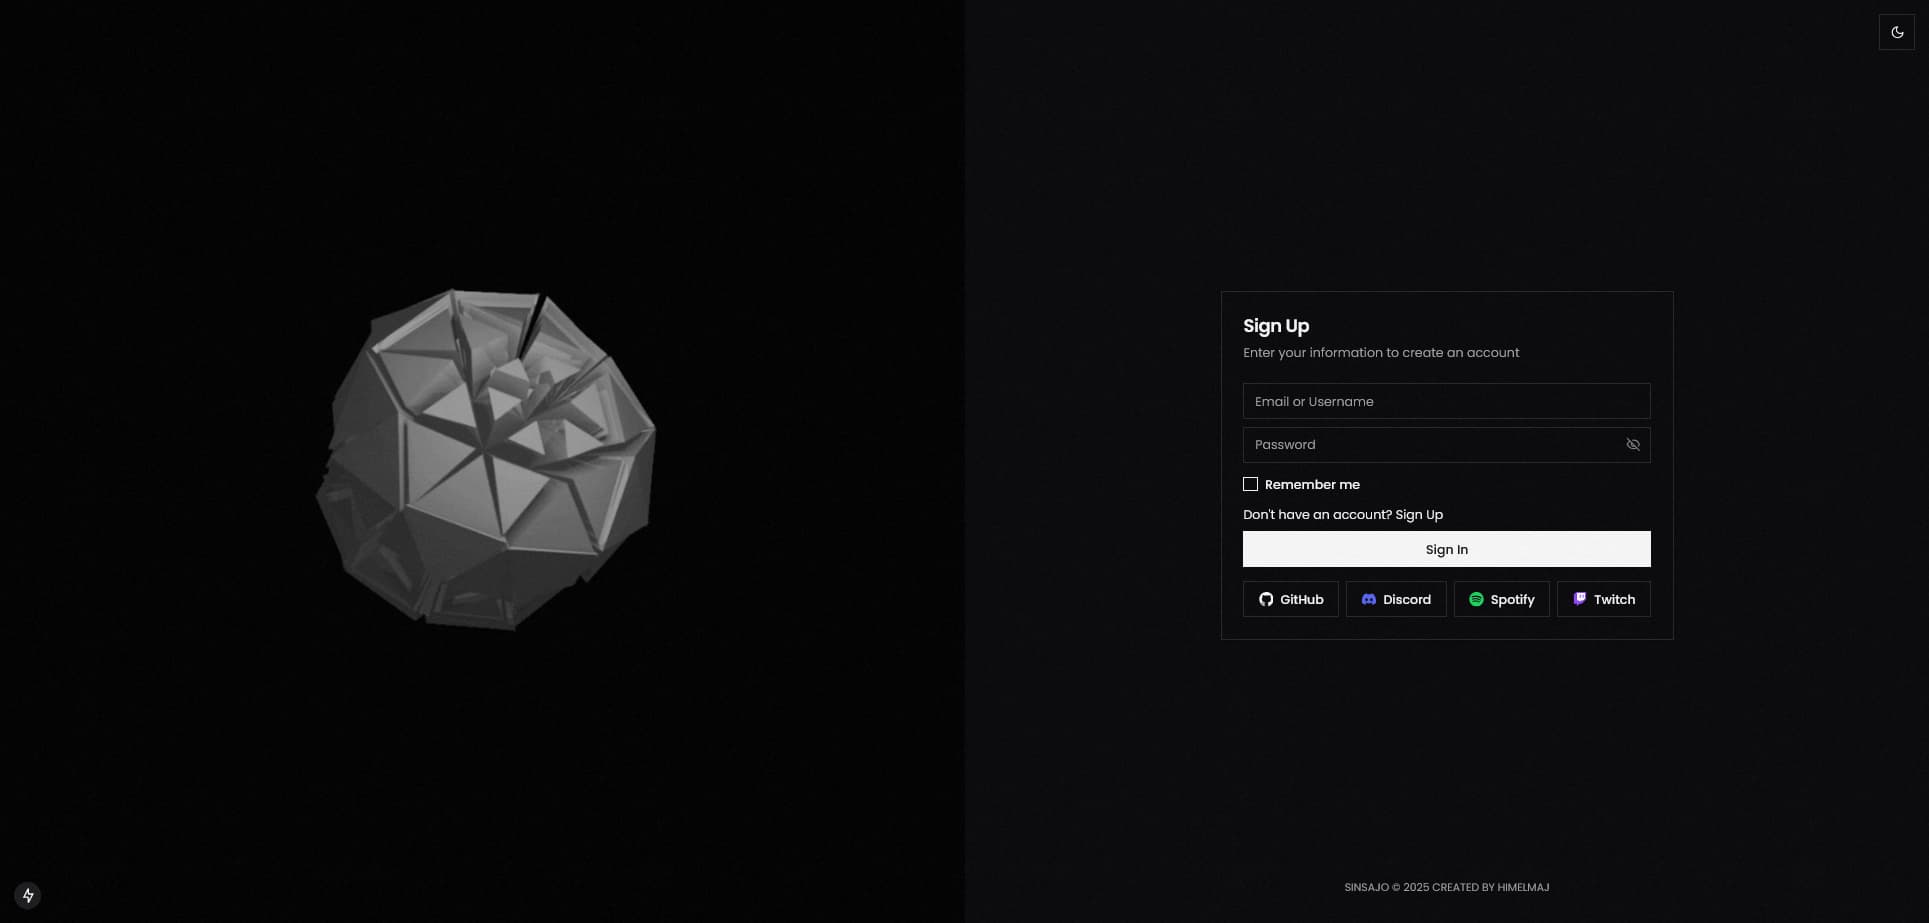 Sign Up
Enter your information to create an account
Email or Username
Password
Remember me
Don't have an account? Sign Up
Sign In
GitHub
Discord
Spotify
Twitch
SINSAJO © 2025 CREATED BY HIMELMAJ